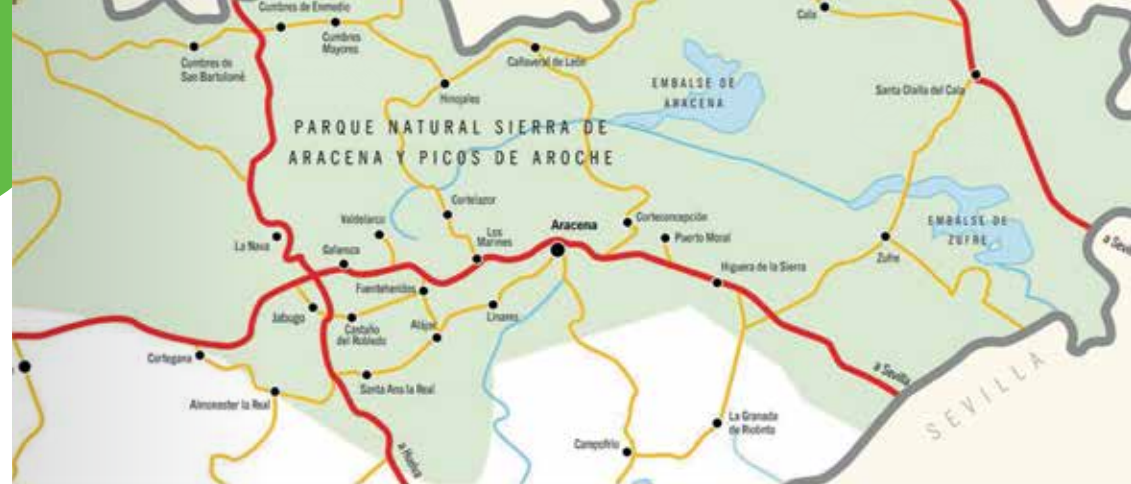 Cumbres de Enmedio
Cumbres
Mayores
Cala
Cumbres de
San Bartolomé
Cañaveral de León
Hinojales
EMBALSE DE
ARACENA
Santa Olalla del Cala
PARQUE NATURAL SIERRA DE
ARACENA Y PICOS DE AROCHE
Cortelazor
Valdelarco
Corteconcepción
Aracena
Los
Marines
Puerto Moral
EMBALSE DE
ZUFRE
La Nava
Galaroza
a Sevi
Zufre
Higuera de la Sierra
Fuenteheridos
Jabugo
Castaño
del Robledo
Alájar
Linares
Cortegana
Santa Ana la Real
a Sevilla
Almonaster la Real
SEVILLA
La Granada
de Riotinto
Campofrío
a Huelva